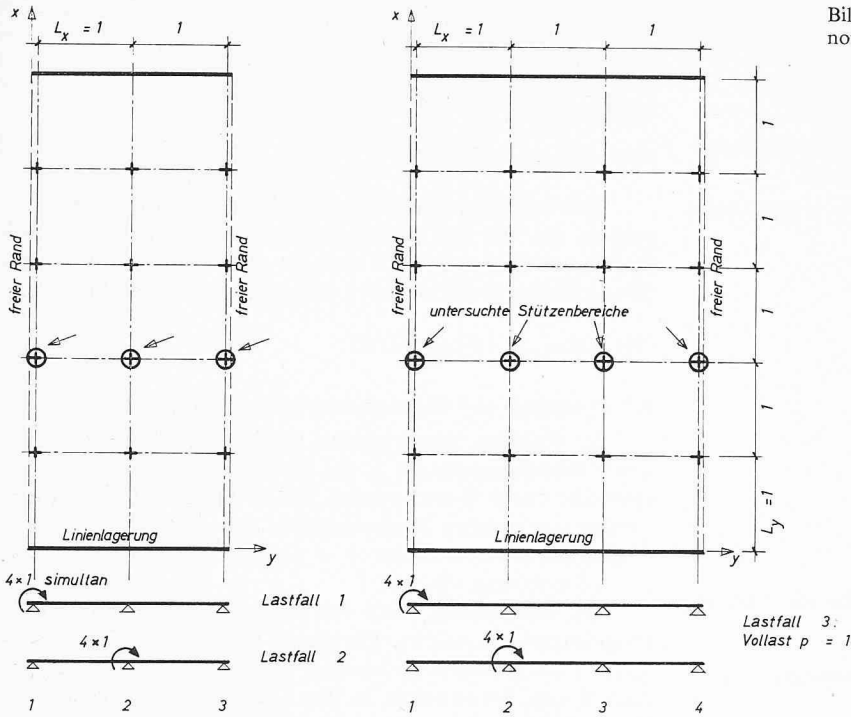 Bil
no
x
L_x = 1
1
freier Rand
freier Rand
Linienlagerung
y
4×1 simultan
Lastfall 1
4×1
Lastfall 2
1 2 3
x
L_x = 1
1
1
freier Rand
freier Rand
untersuchte Stützenbereiche
1
1
1
1
L_y = 1
Linienlagerung
y
4×1
4×1
1 2 3 4
Lastfall 3:
Vollast p = 1